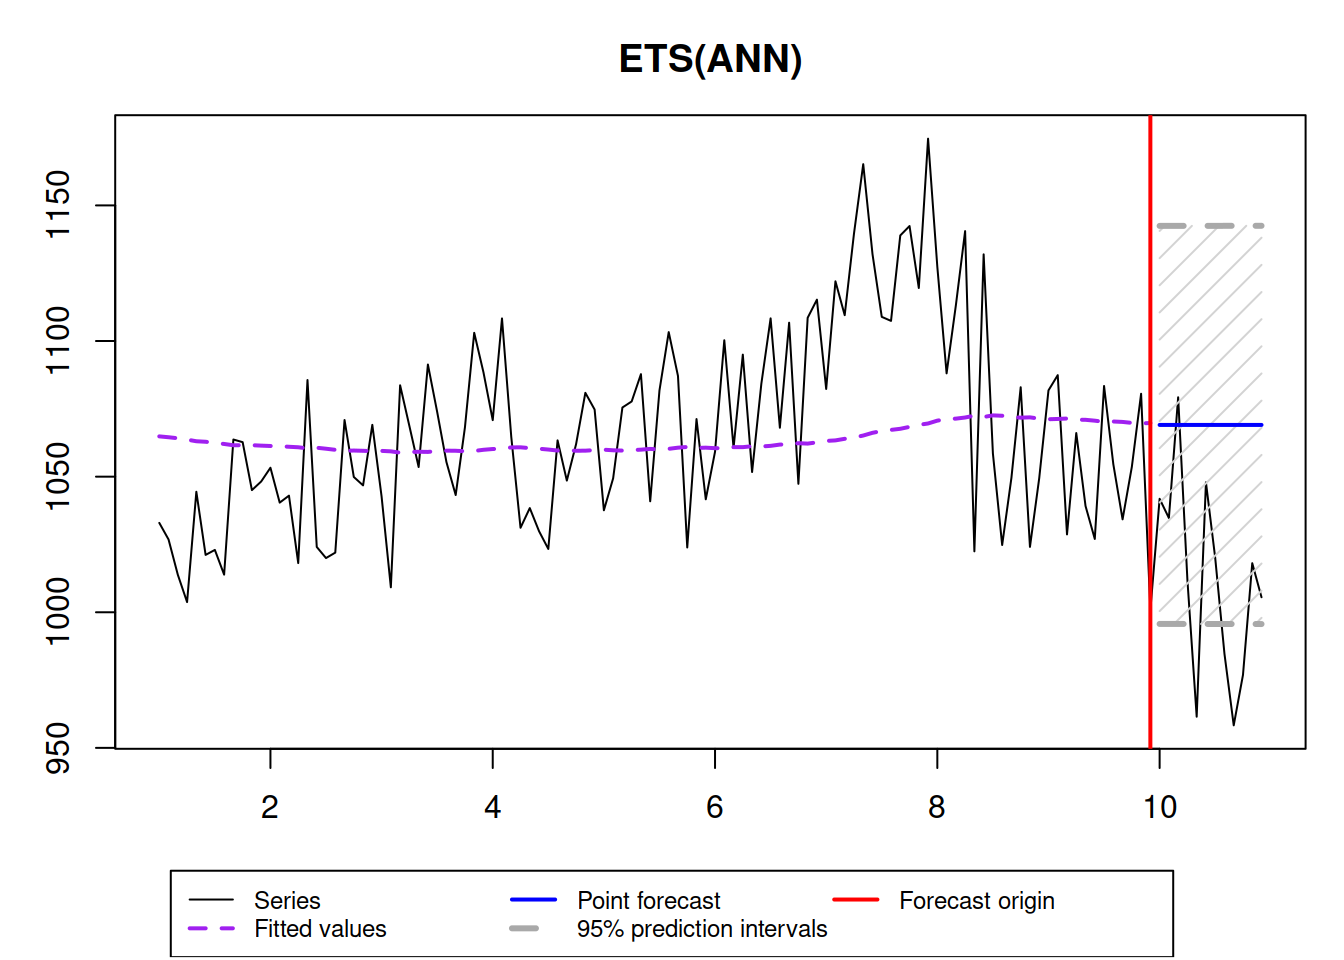 ETS(ANN)
1150
1100
1050
1000
950
2 4 6 8 10
Series Point forecast Forecast origin
Fitted values 95% prediction intervals